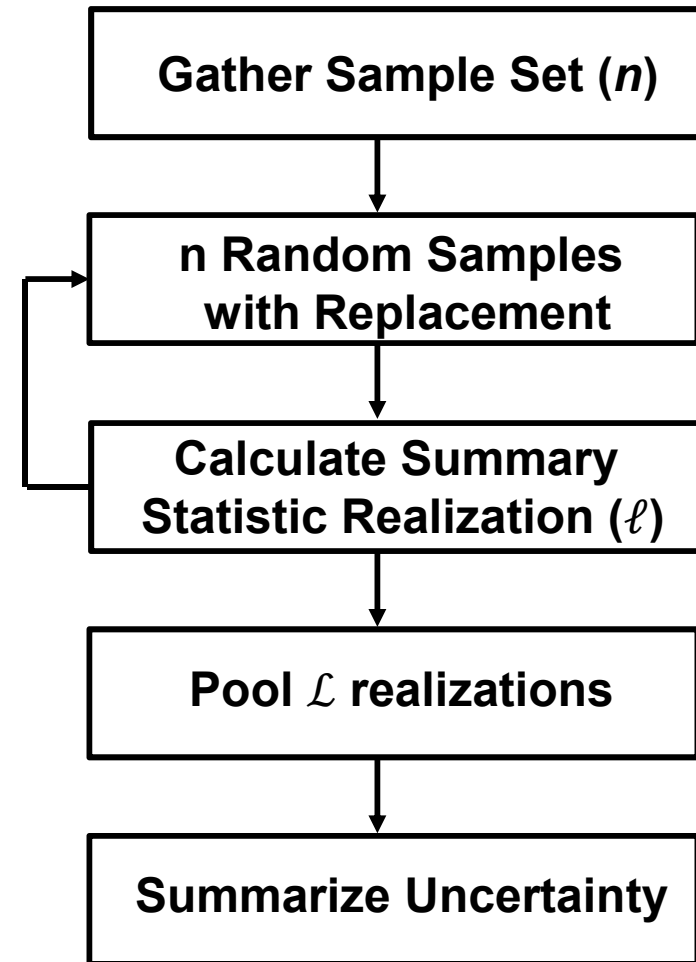 Gather Sample Set (n)
n Random Samples
with Replacement
Calculate Summary
Statistic Realization (ℓ)
Pool ℒ realizations
Summarize Uncertainty